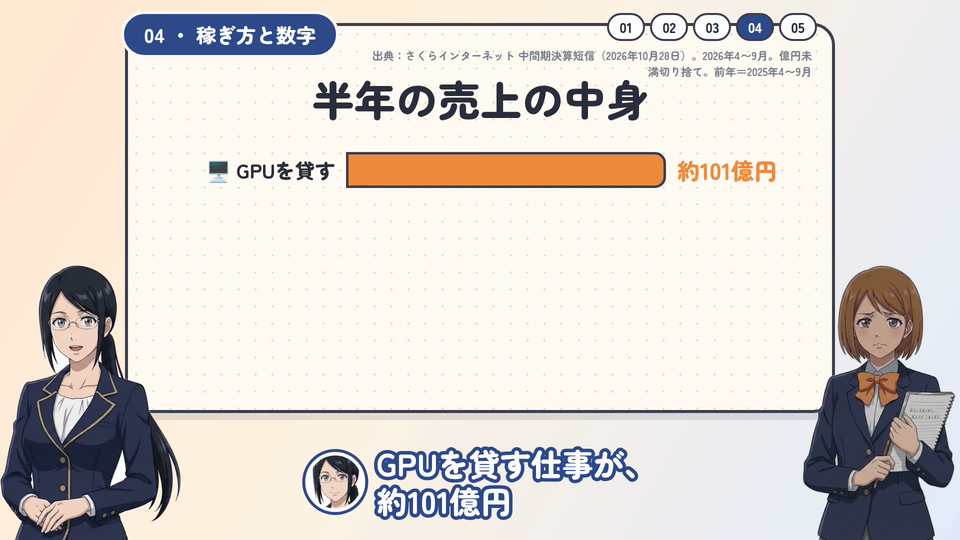 04 ・ 稼ぎ方と数字
01 02 03 04 05
出典：さくらインターネット 中間期決算短信（2026年10月28日）。2026年4〜9月。億円未
満切り捨て。前年＝2025年4〜9月
半年の売上の中身
GPUを貸す 約101億円
GPUを貸す仕事が、
約101億円